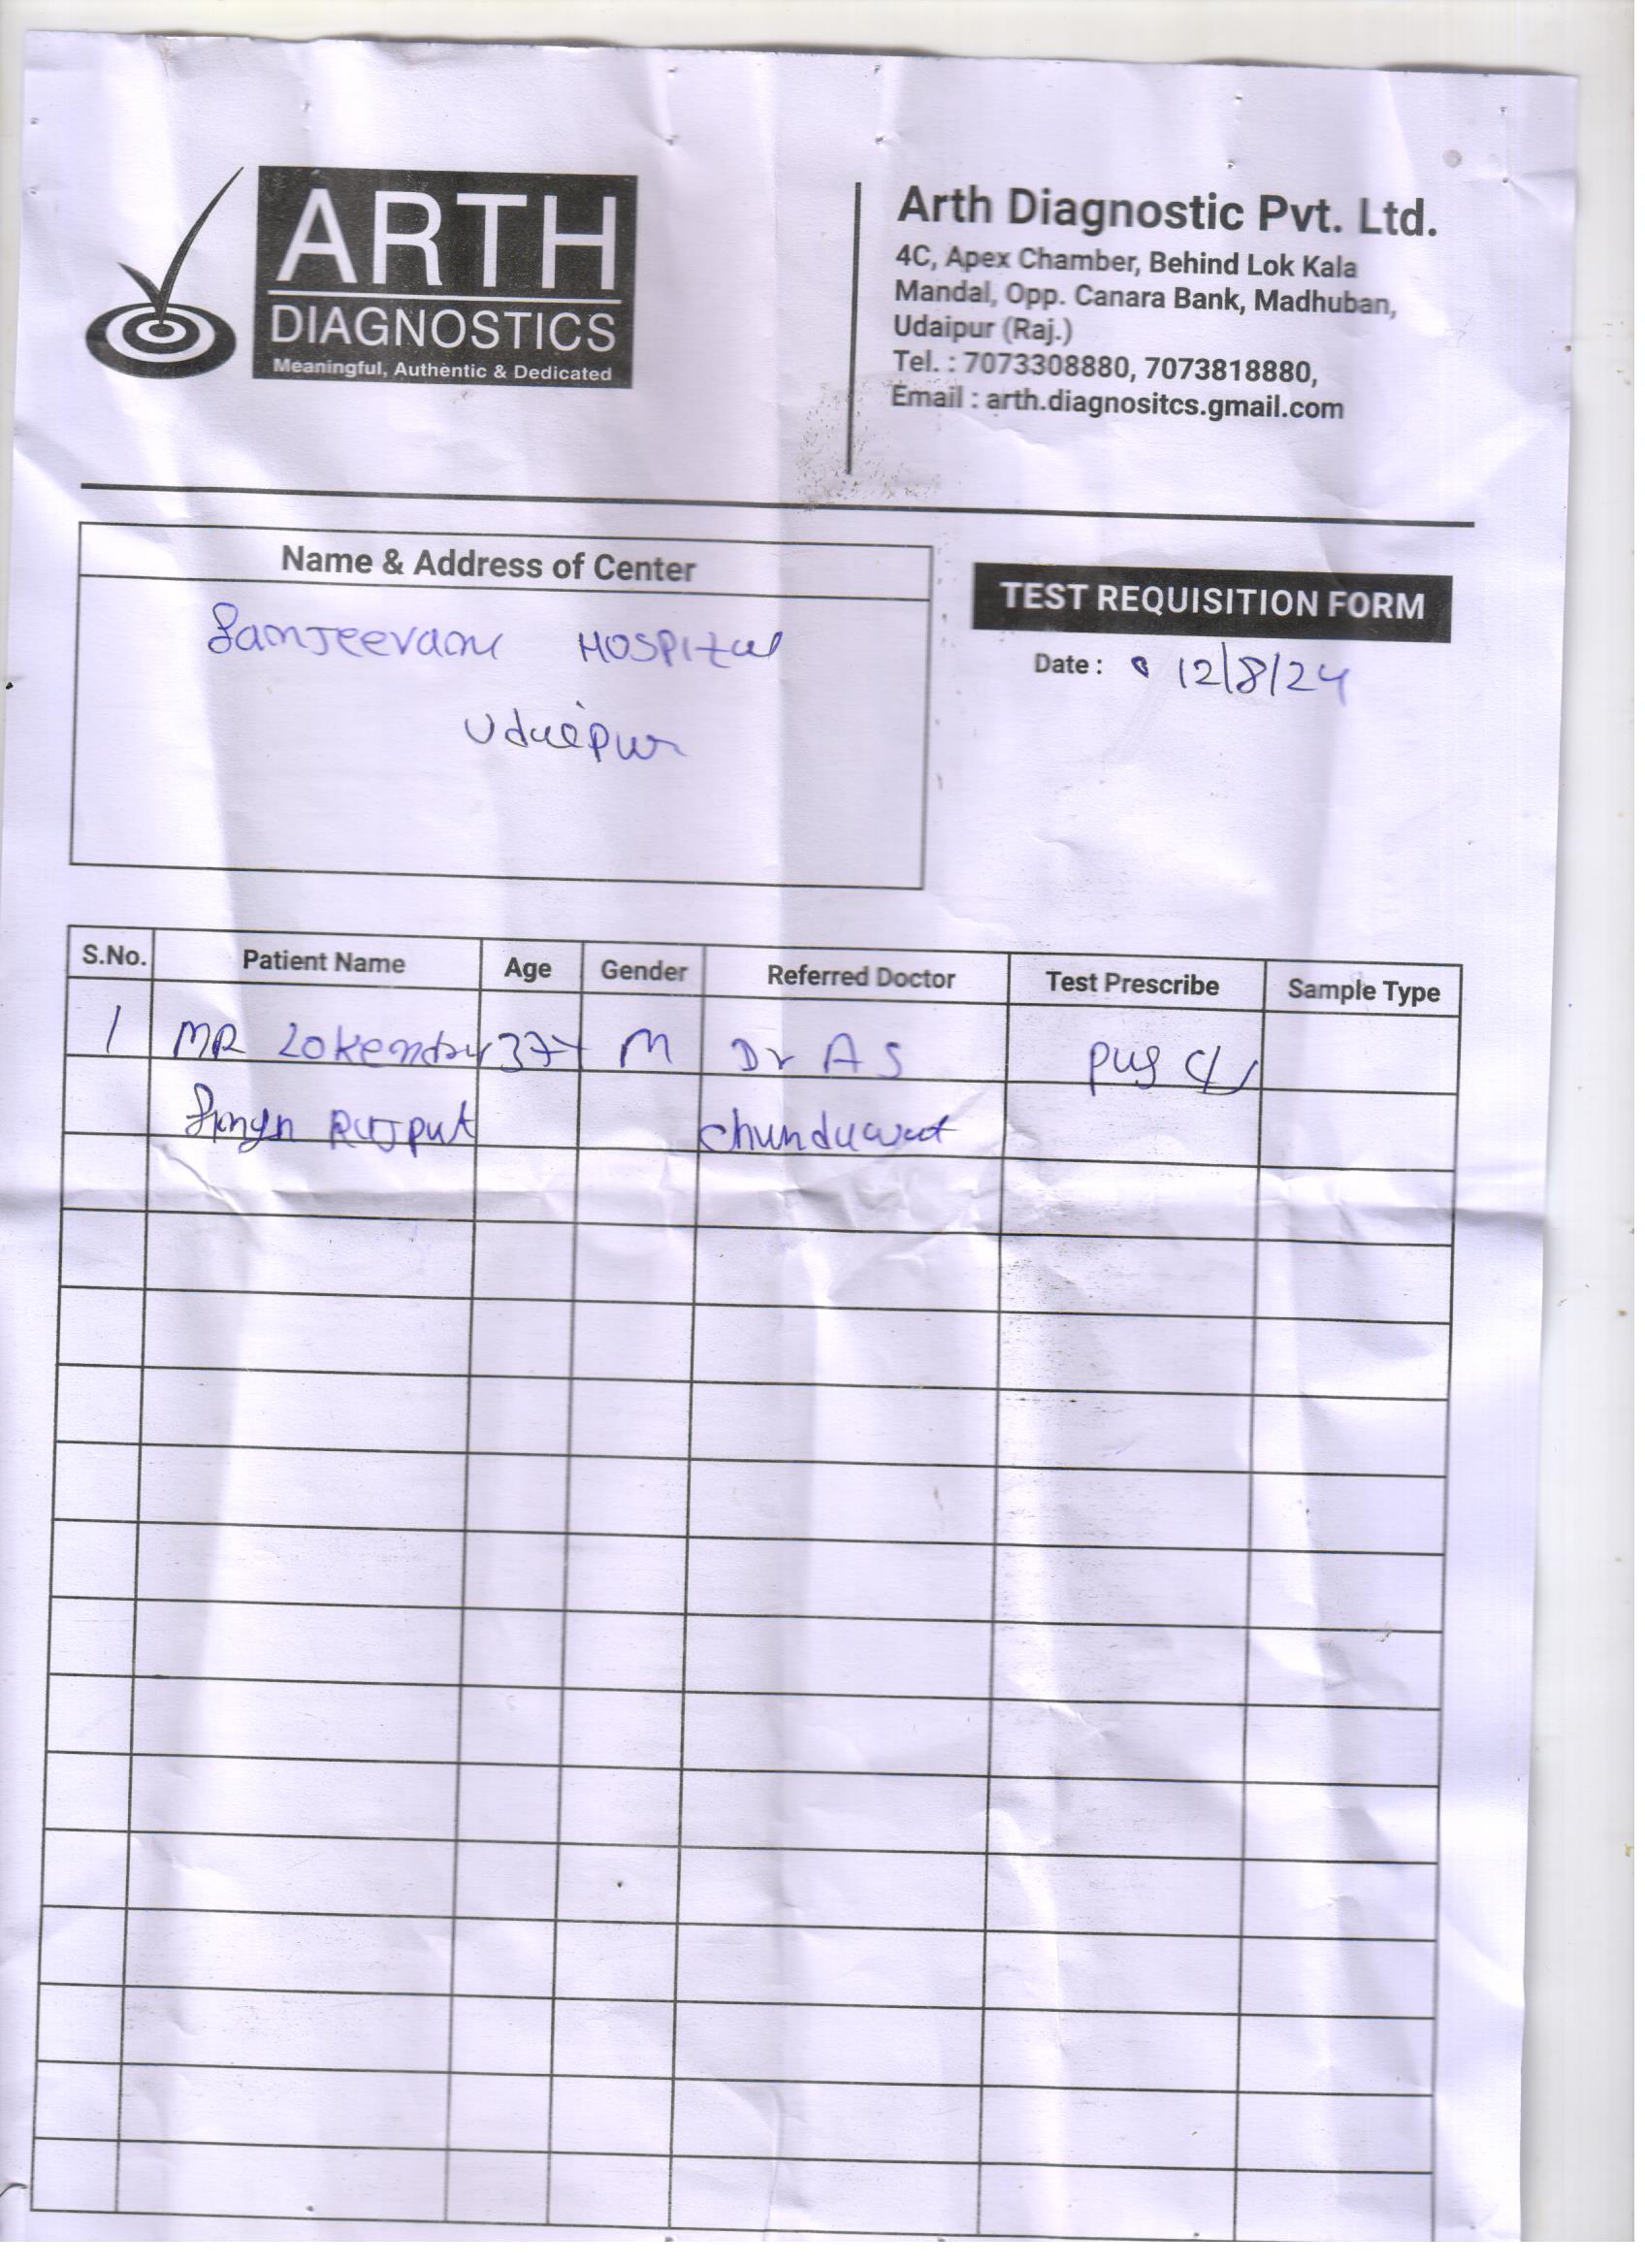 ARTH
DIAGNOSTICS
Meaningful, Authentic & Dedicated
Arth Diagnostic Pvt. Ltd.
4C, Apex Chamber, Behind Lok Kala
Mandal, Opp. Canara Bank, Madhuban,
Udaipur (Raj.)
Tel. : 7073308880, 7073818880,
Email : arth.diagnositcs.gmail.com
Name & Address of Center
Sanjeevani Hospital
Udaipur
TEST REQUISITION FORM
Date : 12/8/24
S.No. Patient Name Age Gender Referred Doctor Test Prescribe Sample Type
1 MR Lokendra 37Y M Dr A S Pus C/S
Rajput Chundawat